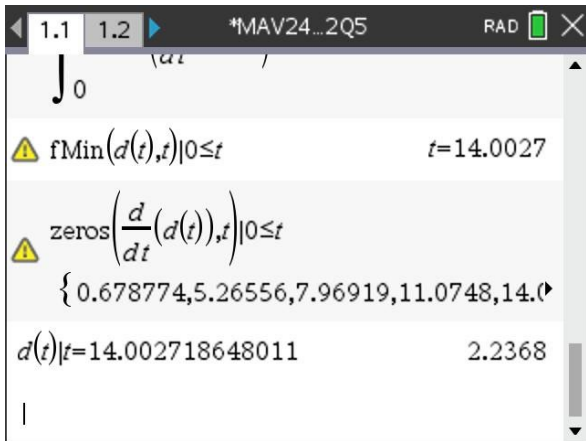 1.1 1.2 *MAV24...2Q5 RAD
0
fMin(d(t),t)|0≤t t=14.0027
zeros(d/dt(d(t)),t)|0≤t
{0.678774,5.26556,7.96919,11.0748,14.0
d(t)|t=14.002718648011 2.2368